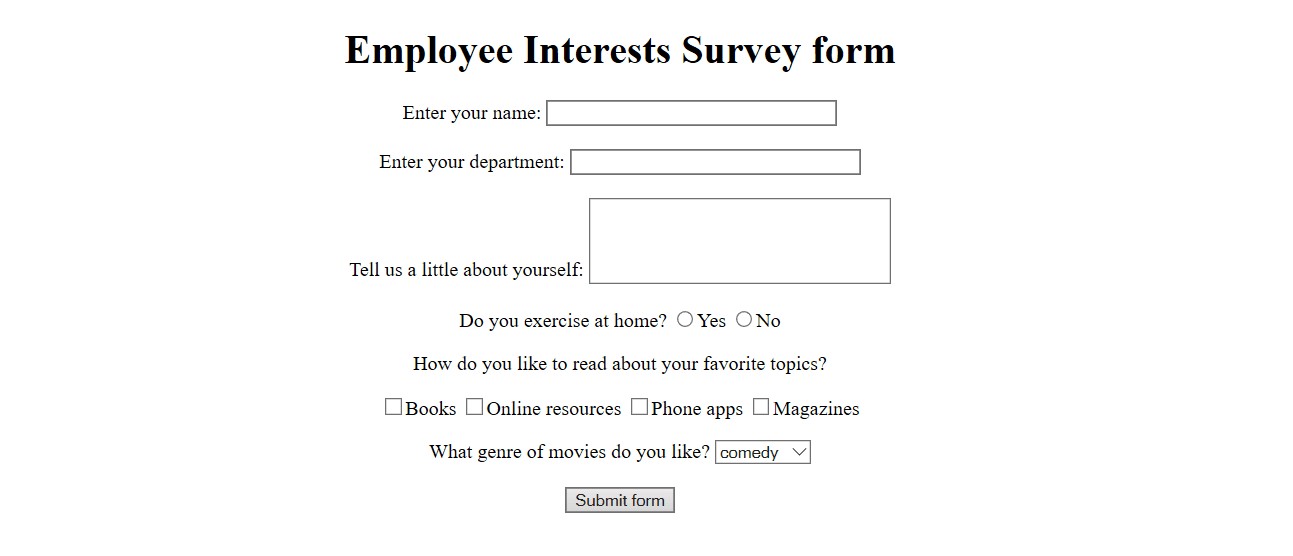 Employee Interests Survey form
Enter your name:
Enter your department:
Tell us a little about yourself:
Do you exercise at home? Yes No
How do you like to read about your favorite topics?
Books Online resources Phone apps Magazines
What genre of movies do you like? comedy
Submit form